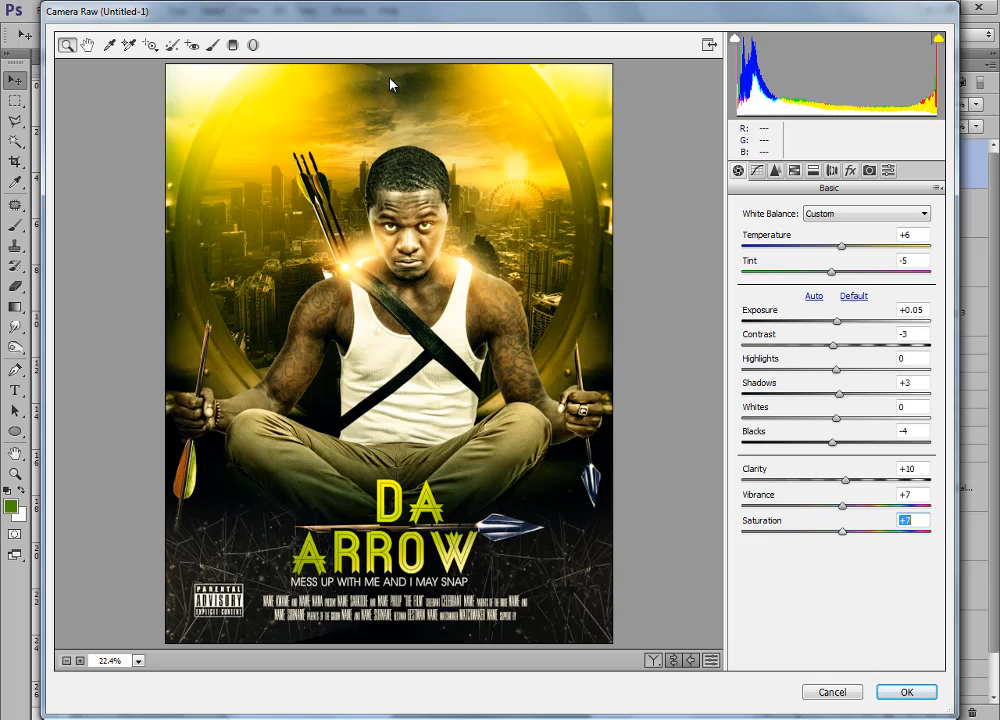 Ps
Camera Raw (Untitled-1)
R: ---
G: ---
B: ---
fx
Basic
White Balance: Custom
Temperature +6
Tint -5
Auto Default
Exposure +0.05
Contrast -3
Highlights 0
Shadows +3
Whites 0
Blacks -4
Clarity +10
Vibrance +7
Saturation +7
DA
ARROW
MESS UP WITH ME AND I MAY SNAP
PARENTAL
ADVISORY
EXPLICIT CONTENT
22.4%
Cancel OK